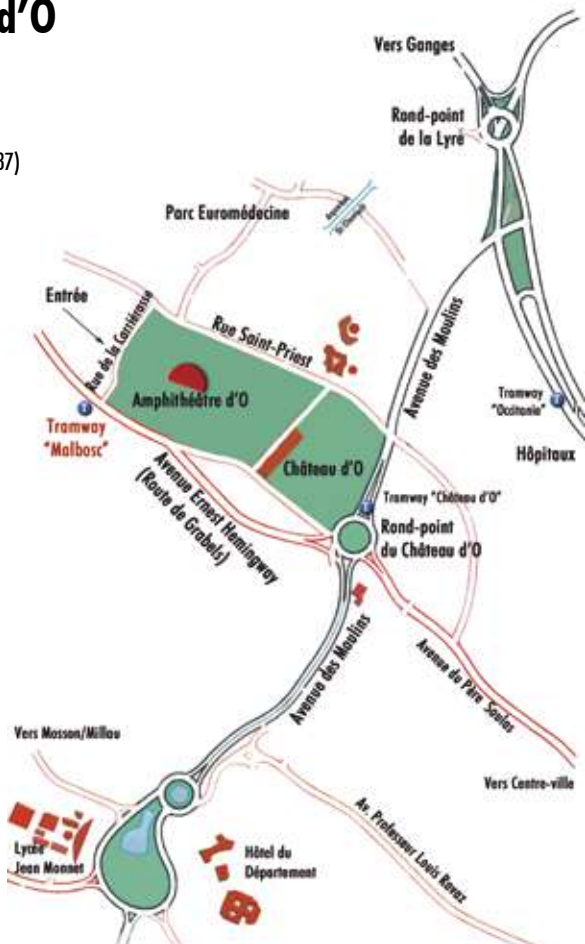 d'O
37)
Vers Ganges
Rond-point
de la Lyre
Parc Euromédecine
Entrée
Rue de la Carriérasse
Rue Saint-Priest
Avenue des Moulins
Amphithéâtre d'O
Tramway
"Occitanie"
Tramway
"Malbosc"
Hôpitaux
Château d'O
Tramway "Château d'O"
Avenue Ernest Hemingway
(Route de Grabels)
Rond-point
du Château d'O
Avenue des Moulins
Avenue du Père Soulas
Vers Mosson/Millau
Vers Centre-ville
Av. Professeur Louis Ravaz
Lycée
Jean Monnet
Hôtel du
Département